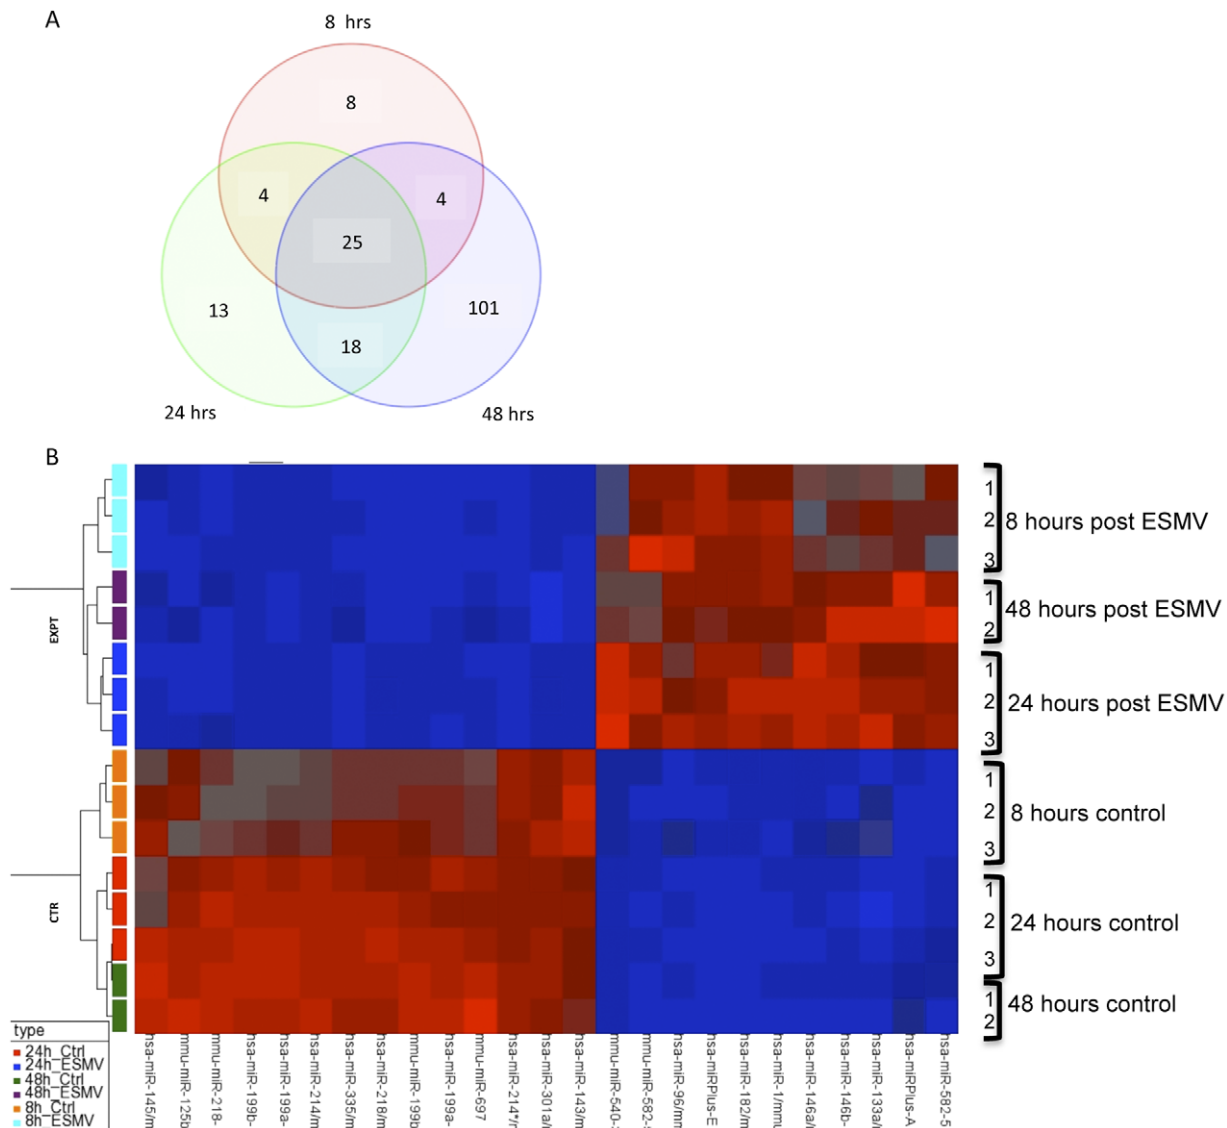 A
8 hrs
8
4
4
25
13
101
18
24 hrs
48 hrs
B
EXPT
CTR
1
2
3
8 hours post ESMV
1
2
48 hours post ESMV
1
2
3
24 hours post ESMV
1
2
3
8 hours control
1
2
3
24 hours control
1
2
48 hours control
type
24h_Ctrl
24h_ESMV
48h_Ctrl
48h_ESMV
8h_Ctrl
8h_ESMV
hsa-miR-145/m
mmu-miR-125b
mmu-miR-218-
hsa-miR-199b-
hsa-miR-199a-
hsa-miR-214/m
hsa-miR-335/m
hsa-miR-218/m
mmu-miR-199b
hsa-miR-199a-
mmu-miR-697
hsa-miR-214*/r
hsa-miR-301a/
hsa-miR-143/m
mmu-miR-540-
mmu-miR-582-
hsa-miR-96/mm
hsa-miRPlus-E
hsa-miR-182/m
hsa-miR-1/mmu
hsa-miR-146a/
hsa-miR-146b-
hsa-miR-133a/
hsa-miRPlus-A
hsa-miR-582-5